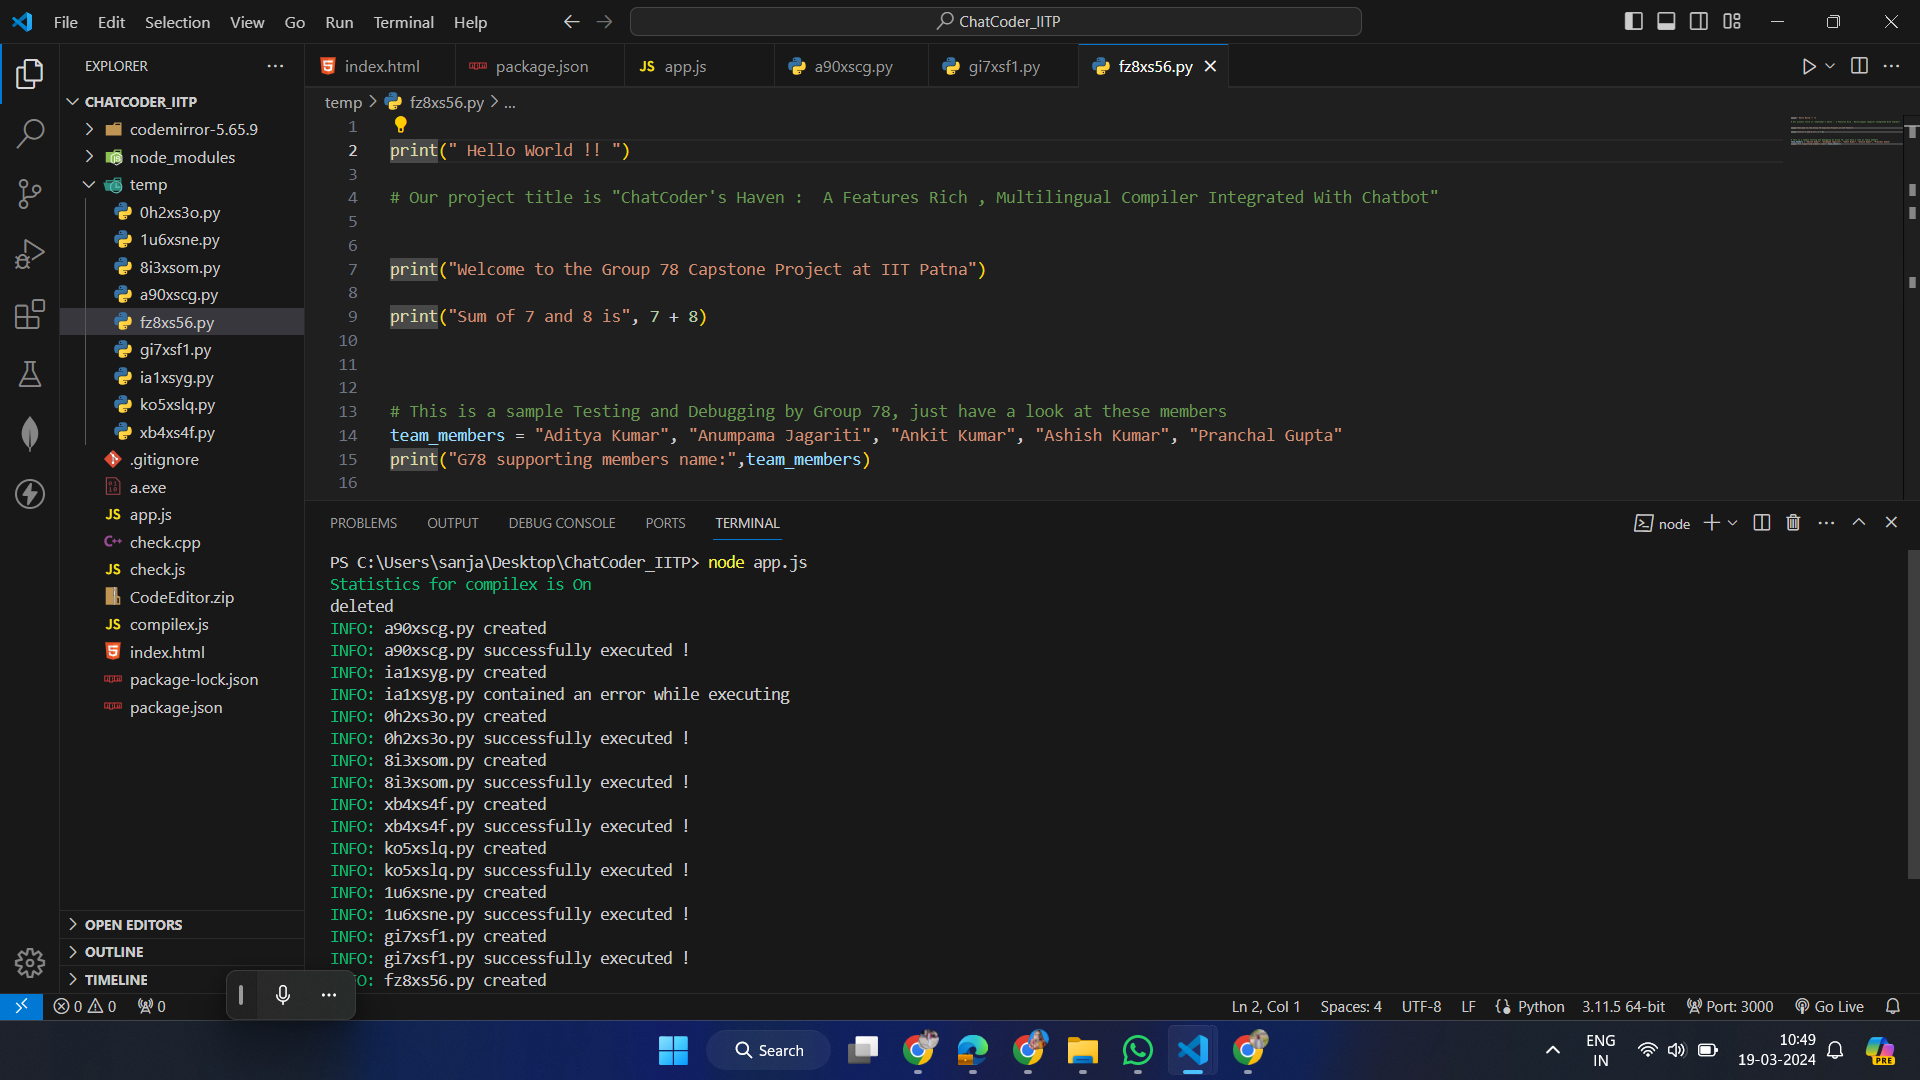 File Edit Selection View Go Run Terminal Help
ChatCoder_IITP
EXPLORER
index.html
package.json
JS app.js
a90xscg.py
gi7xsf1.py
fz8xs56.py
CHATCODER_IITP
codemirror-5.65.9
node_modules
temp
0h2xs3o.py
1u6xsne.py
8i3xsom.py
a90xscg.py
fz8xs56.py
gi7xsf1.py
ia1xsyg.py
ko5xslq.py
xb4xs4f.py
.gitignore
a.exe
JS app.js
C++ check.cpp
JS check.js
CodeEditor.zip
JS compilex.js
index.html
package-lock.json
package.json
OPEN EDITORS
OUTLINE
TIMELINE
temp > fz8xs56.py > ...
1
2 print(" Hello World !! ")
3
4 # Our project title is "ChatCoder's Haven :  A Features Rich , Multilingual Compiler Integrated With Chatbot"
5
6
7 print("Welcome to the Group 78 Capstone Project at IIT Patna")
8
9 print("Sum of 7 and 8 is", 7 + 8)
10
11
12
13 # This is a sample Testing and Debugging by Group 78, just have a look at these members
14 team_members = "Aditya Kumar", "Anumpama Jagariti", "Ankit Kumar", "Ashish Kumar", "Pranchal Gupta"
15 print("G78 supporting members name:",team_members)
16
PROBLEMS OUTPUT DEBUG CONSOLE PORTS TERMINAL
node
PS C:\Users\sanja\Desktop\ChatCoder_IITP> node app.js
Statistics for compilex is On
deleted
INFO: a90xscg.py created
INFO: a90xscg.py successfully executed !
INFO: ia1xsyg.py created
INFO: ia1xsyg.py contained an error while executing
INFO: 0h2xs3o.py created
INFO: 0h2xs3o.py successfully executed !
INFO: 8i3xsom.py created
INFO: 8i3xsom.py successfully executed !
INFO: xb4xs4f.py created
INFO: xb4xs4f.py successfully executed !
INFO: ko5xslq.py created
INFO: ko5xslq.py successfully executed !
INFO: 1u6xsne.py created
INFO: 1u6xsne.py successfully executed !
INFO: gi7xsf1.py created
INFO: gi7xsf1.py successfully executed !
FO: fz8xs56.py created
0 0 0 Ln 2, Col 1 Spaces: 4 UTF-8 LF Python 3.11.5 64-bit Port: 3000 Go Live
Search
ENG
IN
10:49
19-03-2024
PRE